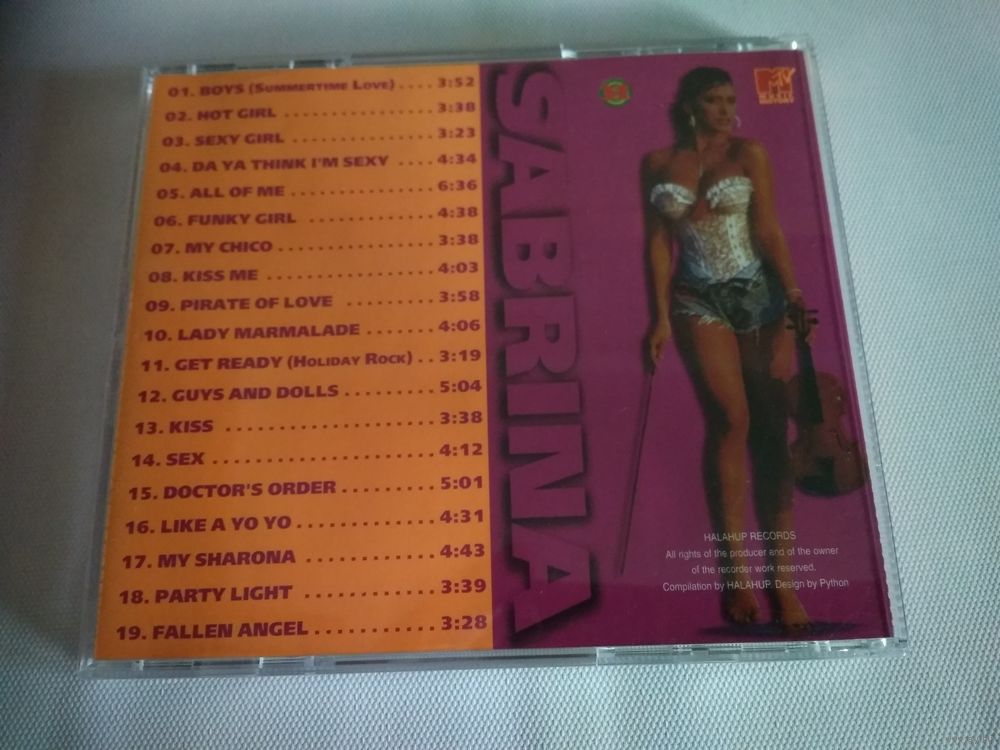 01. BOYS (SUMMERTIME LOVE) .... 3:52
02. HOT GIRL .................. 3:38
03. SEXY GIRL ................. 3:23
04. DA YA THINK I'M SEXY .... 4:34
05. ALL OF ME ................. 6:36
06. FUNKY GIRL ............... 4:38
07. MY CHICO .................. 3:38
08. KISS ME ................... 4:03
09. PIRATE OF LOVE ........... 3:58
10. LADY MARMALADE ....... 4:06
11. GET READY (HOLIDAY ROCK) .. 3:19
12. GUYS AND DOLLS ......... 5:04
13. KISS ...................... 3:38
14. SEX ....................... 4:12
15. DOCTOR'S ORDER ......... 5:01
16. LIKE A YO YO ............. 4:31
17. MY SHARONA ............. 4:43
18. PARTY LIGHT ............. 3:39
19. FALLEN ANGEL ........... 3:28
SABRINA
MTV
HALAHUP RECORDS
All rights of the producer and of the owner
of the recorder work reserved.
Compilation by HALAHUP. Design by Python